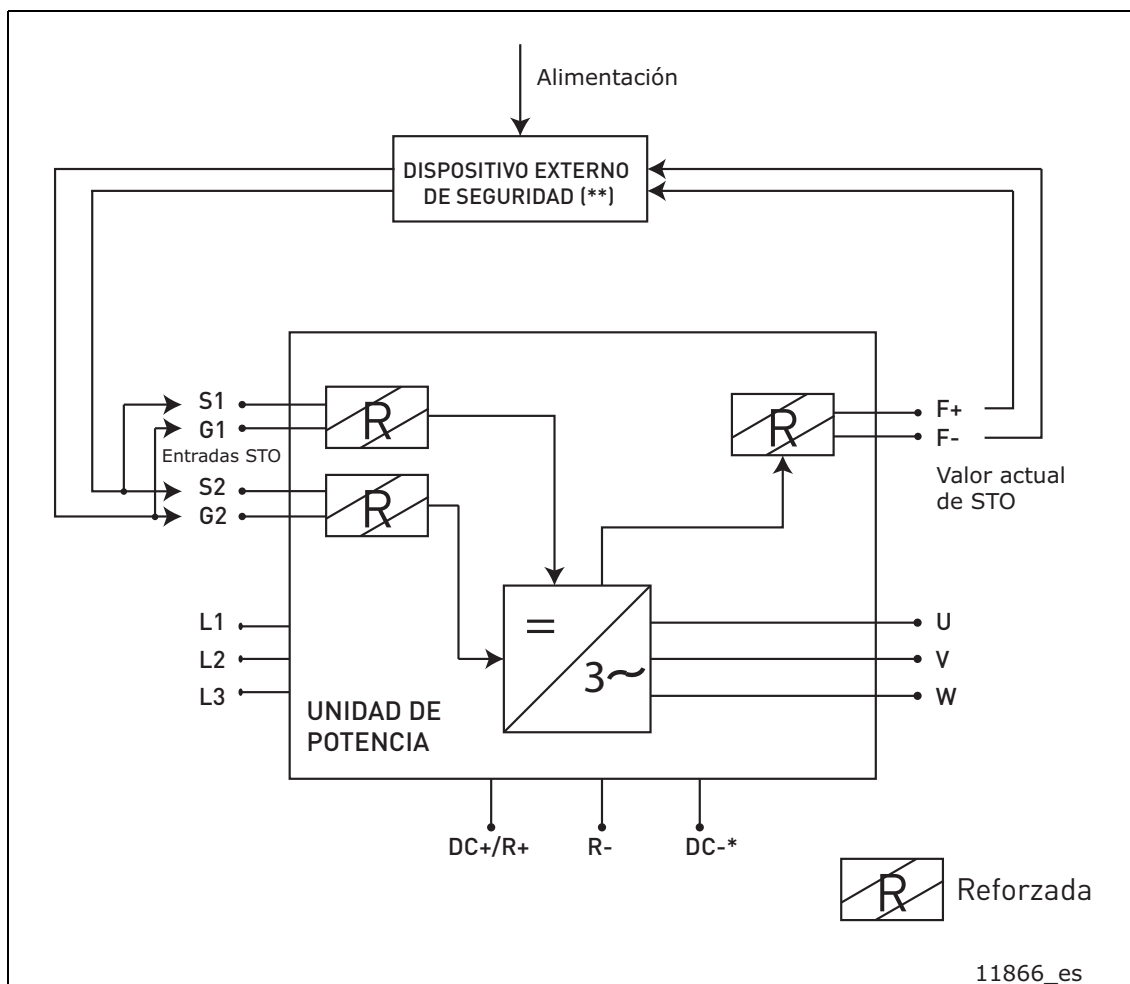 Alimentación
DISPOSITIVO EXTERNO
DE SEGURIDAD (**)
S1
G1
Entradas STO
S2
G2
R
R
R
F+
F-
Valor actual
de STO
L1
L2
L3
=
3~
U
V
W
UNIDAD DE
POTENCIA
DC+/R+
R-
DC-*
R
Reforzada
11866_es